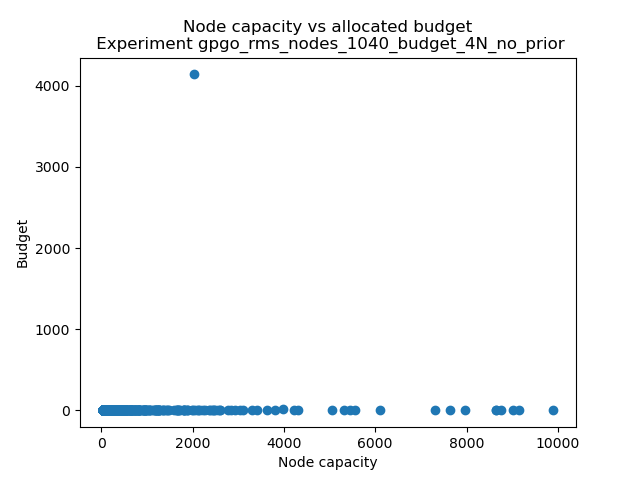 Node capacity vs allocated budget
Experiment gpgo_rms_nodes_1040_budget_4N_no_prior
4000
3000
2000
1000
0
Budget
0 2000 4000 6000 8000 10000
Node capacity